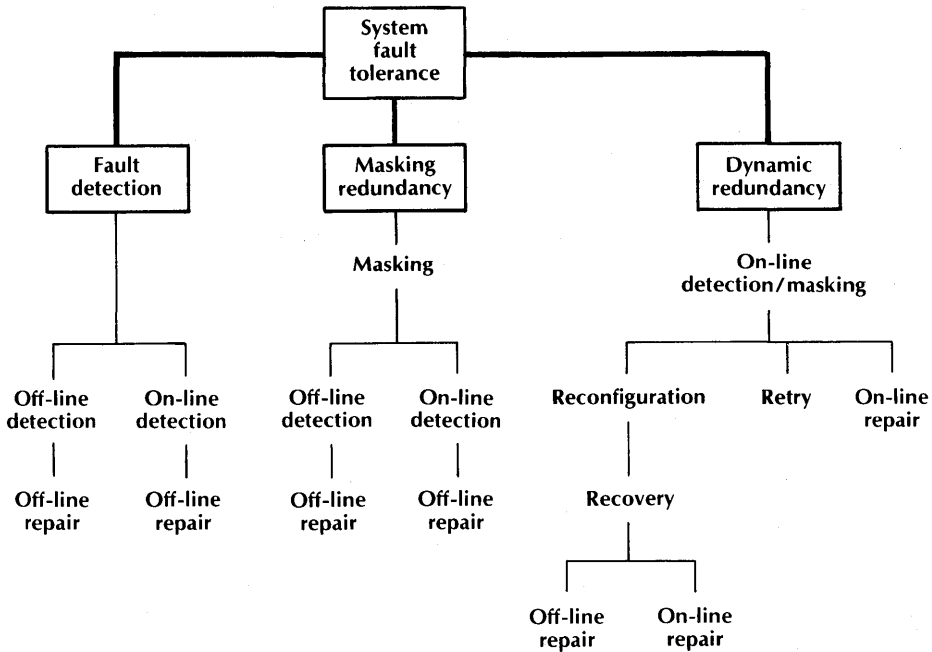 System
fault
tolerance
Fault
detection
Masking
redundancy
Dynamic
redundancy
Masking
On-line
detection/masking
Off-line
detection
On-line
detection
Off-line
detection
On-line
detection
Reconfiguration
Retry
On-line
repair
Off-line
repair
Off-line
repair
Off-line
repair
Off-line
repair
Recovery
Off-line
repair
On-line
repair